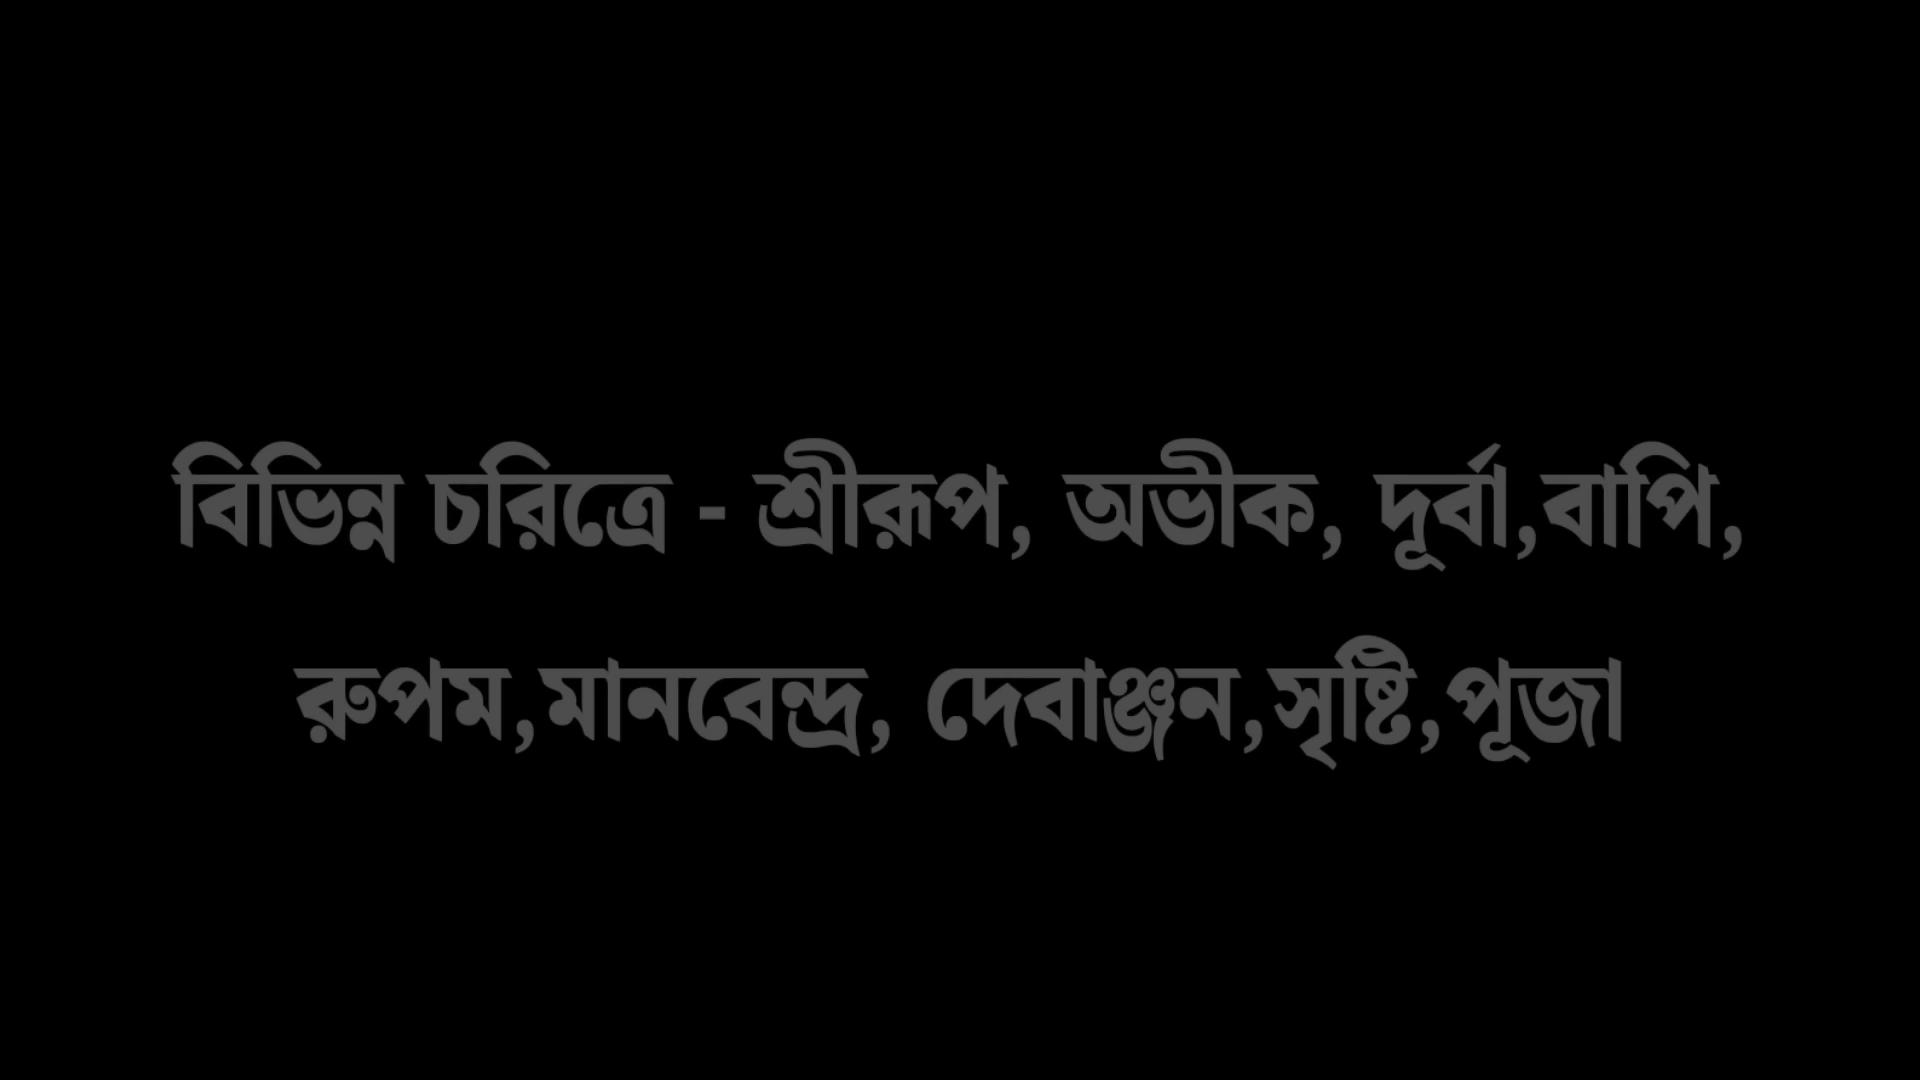 বিভিন্ন চরিত্রে - শ্রীরূপ, অভীক, দূর্বা,বাপি,
রুপম,মানবেন্দ্র, দেবাঞ্জন,সৃষ্টি,পূজা